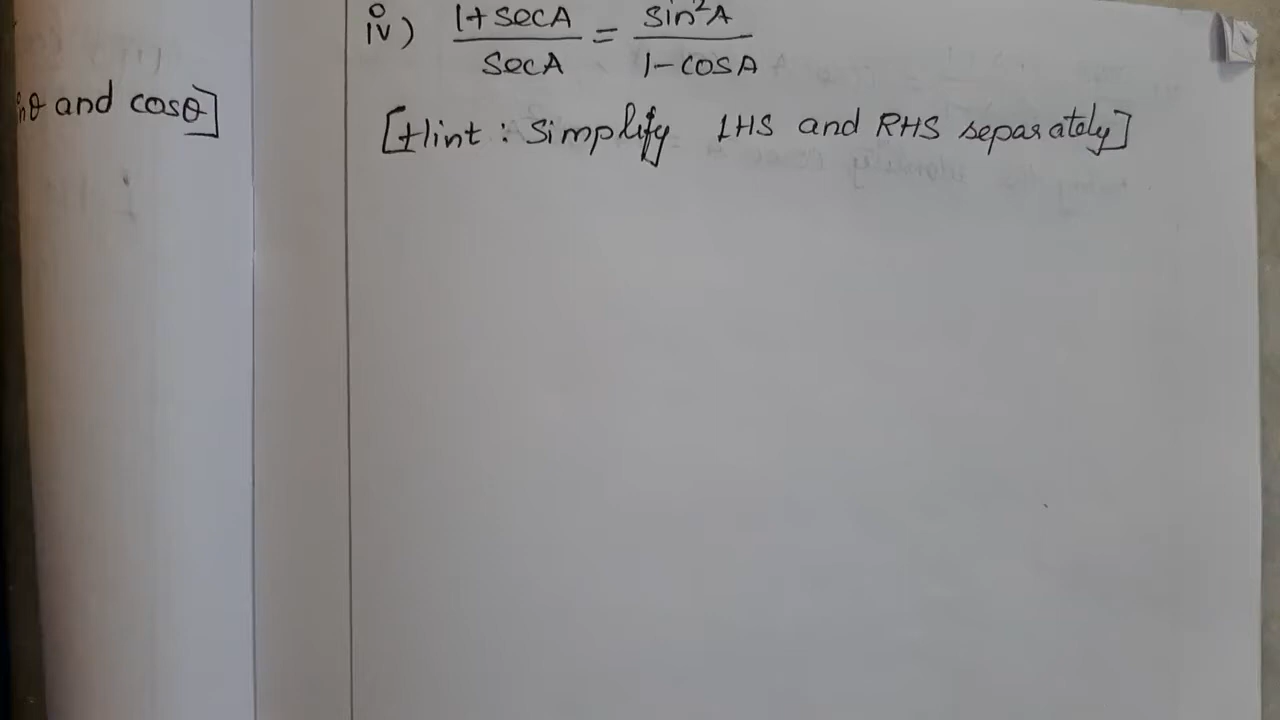 θ and cosθ]
iv) 1+secA/secA = sin²A/1-cosA
[Hint : Simplify LHS and RHS separately]